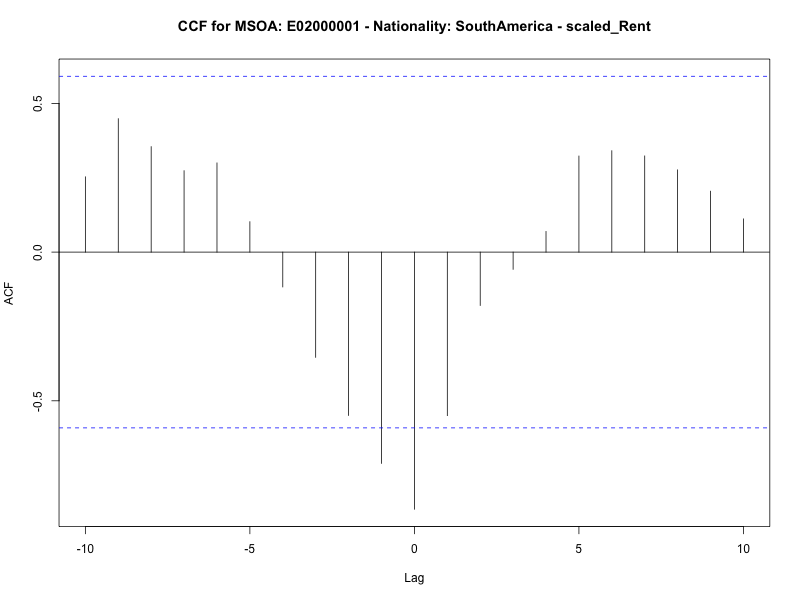 CCF for MSOA: E02000001 - Nationality: SouthAmerica - scaled_Rent
ACF
0.5
0.0
-0.5
-10
-5
0
5
10
Lag